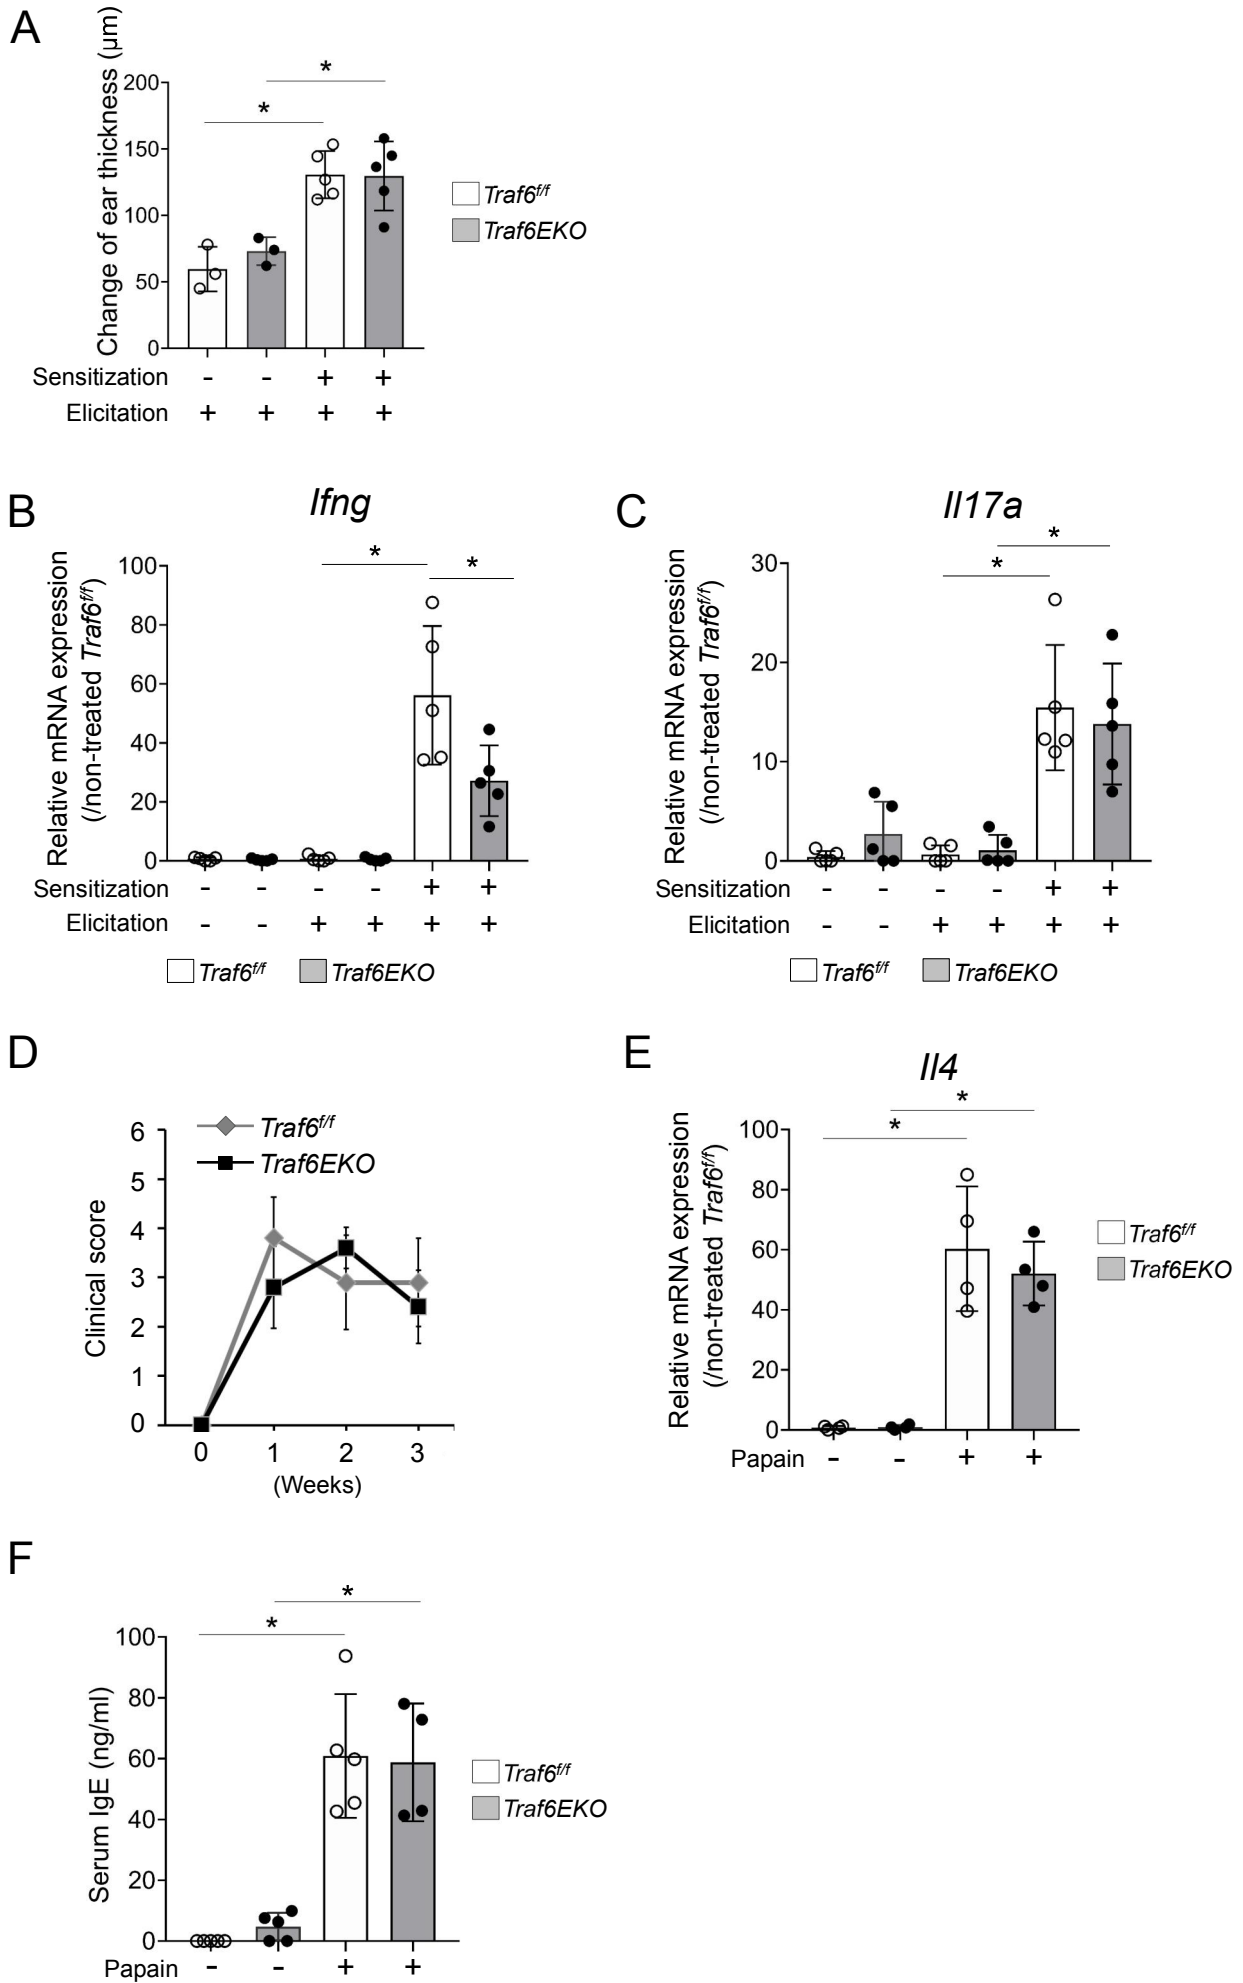 A
Change of ear thickness (μm)
200
150
100
50
0
*
*
Traf6f/f
Traf6EKO
Sensitization - - + +
Elicitation + + + +
B
Ifng
Relative mRNA expression
(/non-treated Traf6f/f)
100
80
60
40
20
0
*
*
Sensitization - - - - + +
Elicitation - - + + + +
Traf6f/f Traf6EKO
C
Il17a
Relative mRNA expression
(/non-treated Traf6f/f)
30
20
10
0
*
*
Sensitization - - - - + +
Elicitation - - + + + +
Traf6f/f Traf6EKO
D
Traf6f/f
Traf6EKO
Clinical score
6
5
4
3
2
1
0
0 1 2 3
(Weeks)
E
Il4
Relative mRNA expression
(/non-treated Traf6f/f)
100
80
60
40
20
0
*
*
Traf6f/f
Traf6EKO
Papain - - + +
F
Serum IgE (ng/ml)
100
80
60
40
20
0
*
*
Traf6f/f
Traf6EKO
Papain - - + +